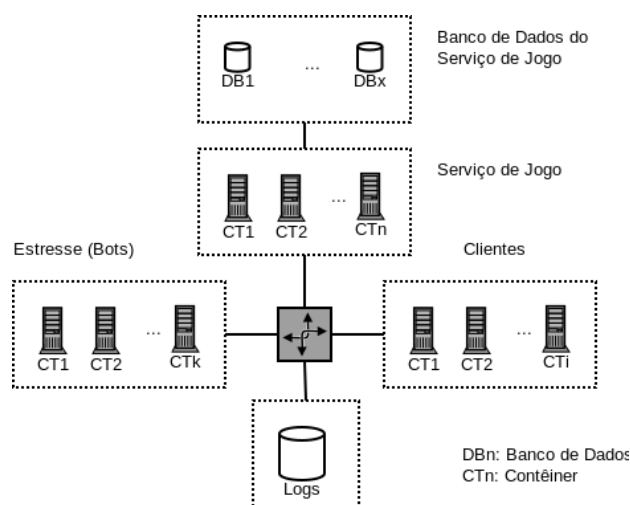 Banco de Dados do
Serviço de Jogo
DB1 ... DBx
Serviço de Jogo
CT1 CT2 ... CTn
Estresse (Bots)
Clientes
CT1 CT2 ... CTk
CT1 CT2 ... CTi
Logs
DBn: Banco de Dados
CTn: Contêiner